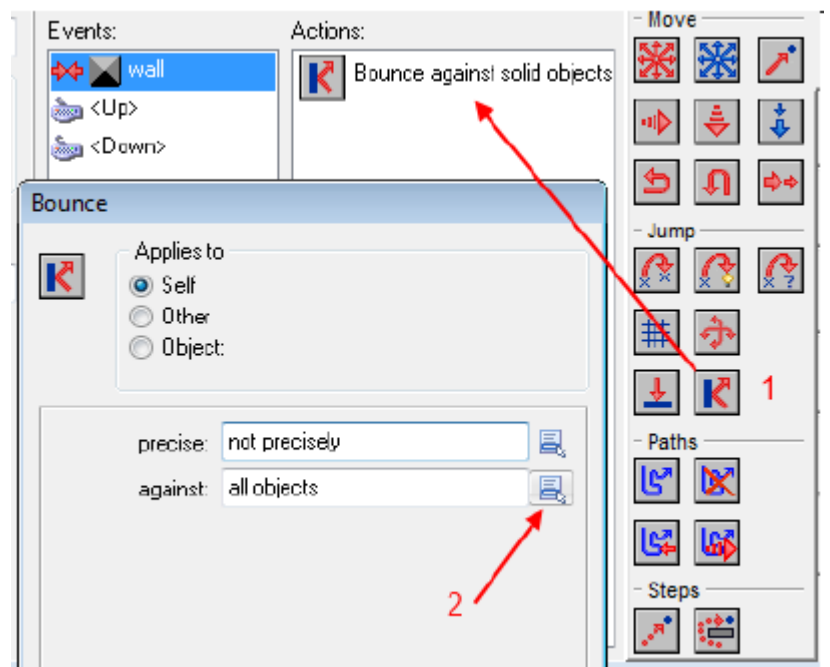 Events:
Actions:
Move
wall
Bounce against solid objects
<Up>
<Down>
Bounce
Jump
Applies to
Self
Other
Object:
1
precise: not precisely
Paths
against: all objects
2
Steps